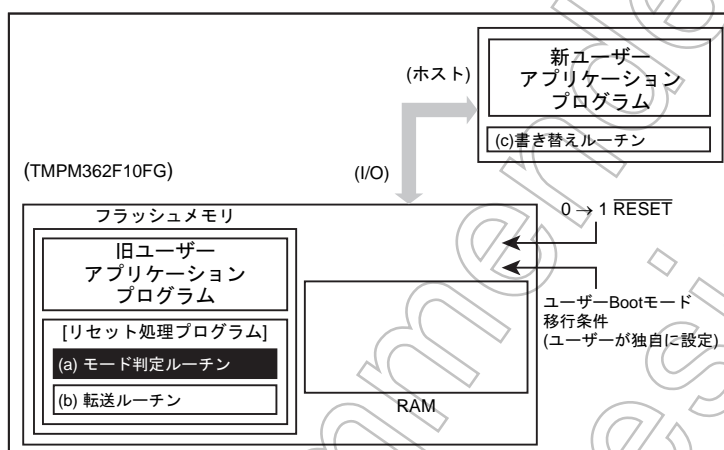 新ユーザー
アプリケーション
プログラム
(ホスト)
(c)書き替えルーチン
(TMPM362F10FG)
(I/O)
0 → 1 RESET
フラッシュメモリ
旧ユーザー
アプリケーション
プログラム
[リセット処理プログラム]
(a) モード判定ルーチン
(b) 転送ルーチン
RAM
ユーザーBootモード
移行条件
(ユーザーが独自に設定)